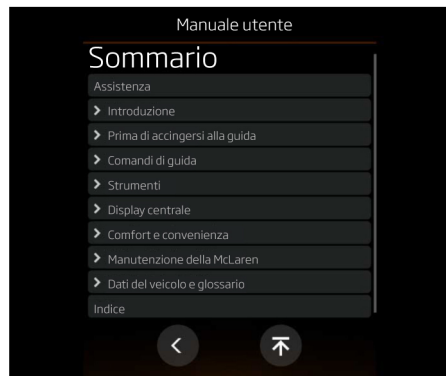 Manuale utente
Sommario
Assistenza
Introduzione
Prima di accingersi alla guida
Comandi di guida
Strumenti
Display centrale
Comfort e convenienza
Manutenzione della McLaren
Dati del veicolo e glossario
Indice